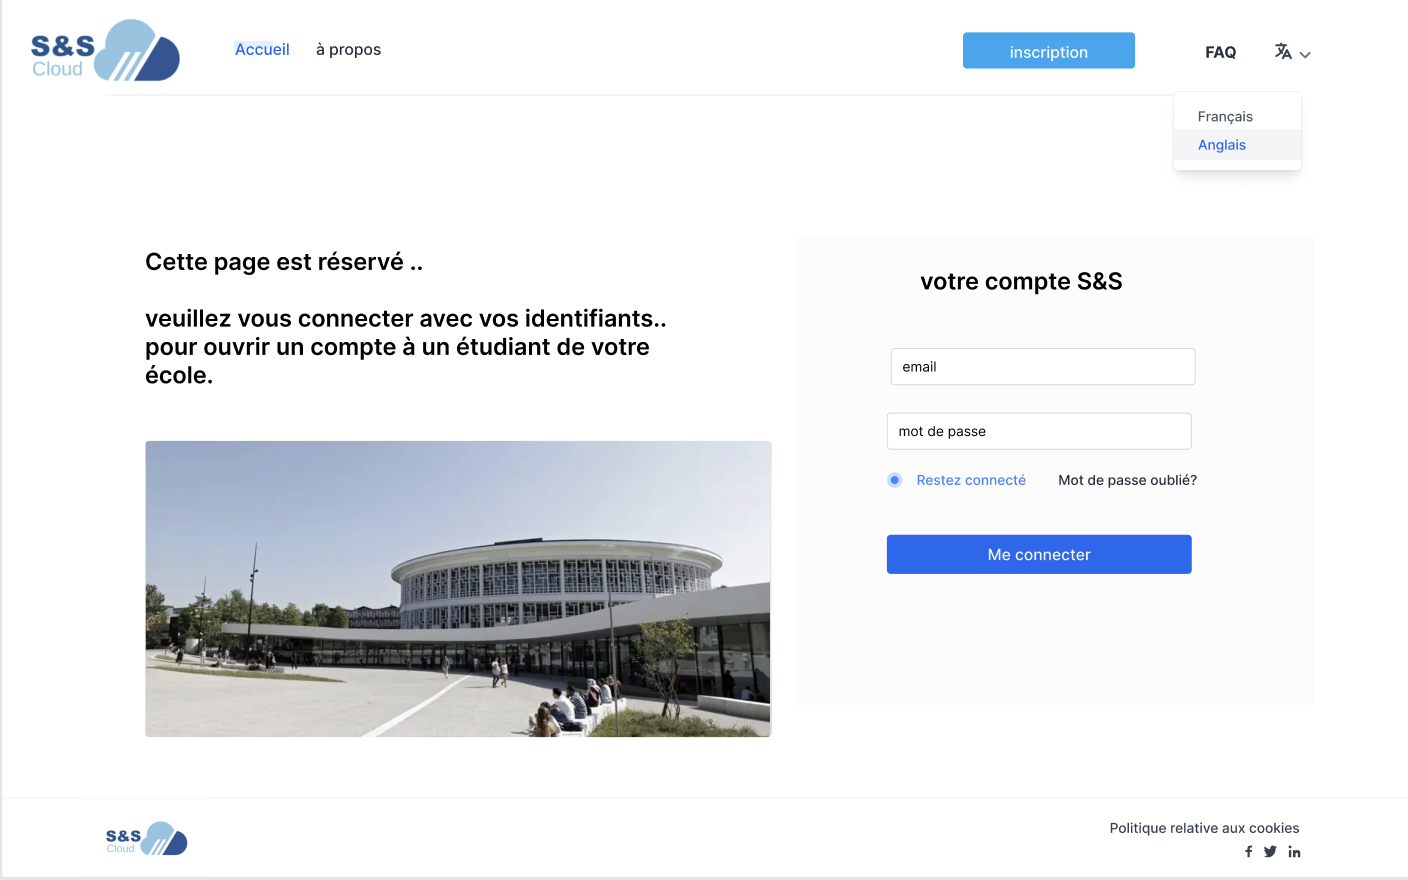 S&S
Cloud
Accueil
à propos
inscription
FAQ
Français
Anglais
Cette page est réservé ..
veuillez vous connecter avec vos identifiants..
pour ouvrir un compte à un étudiant de votre
école.
votre compte S&S
email
mot de passe
Restez connecté
Mot de passe oublié?
Me connecter
S&S
Cloud
Politique relative aux cookies